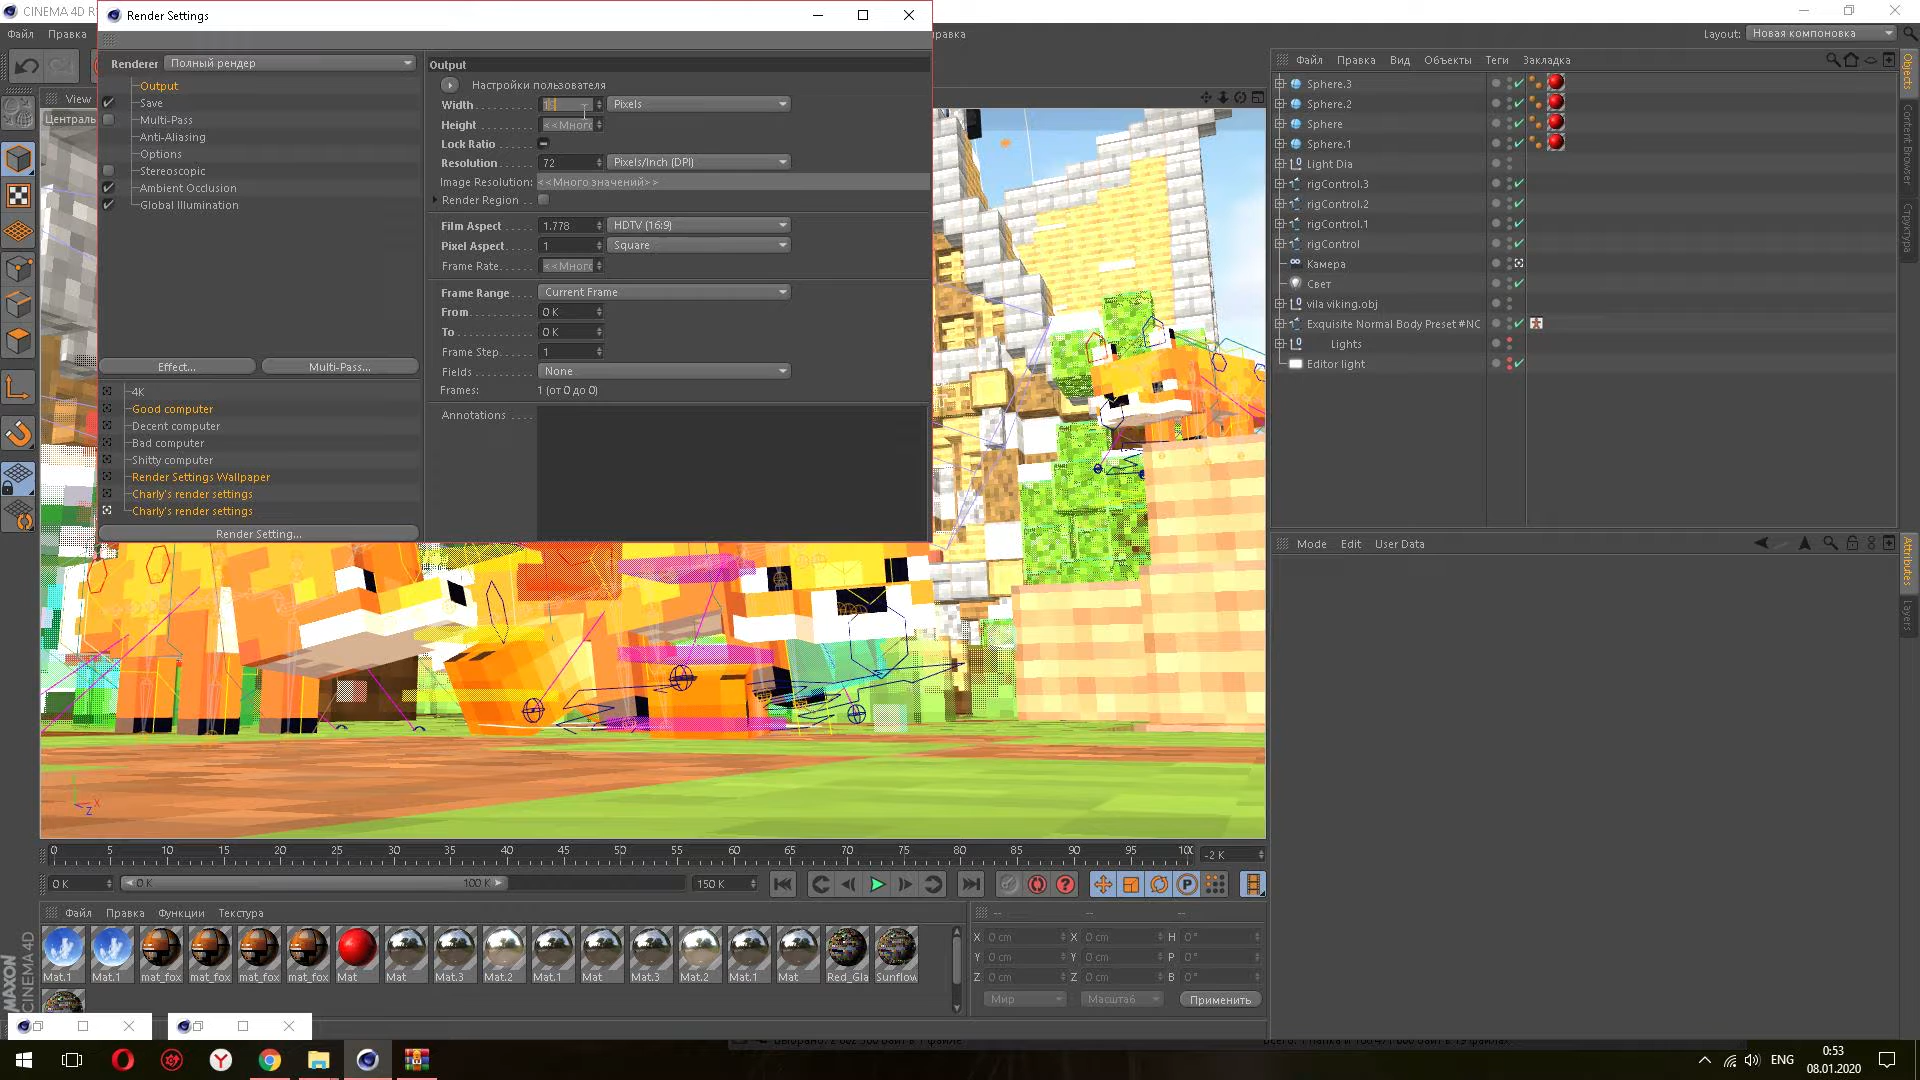 CINEMA 4D R
Render Settings
Файл
Правка
равка
Layout:
Новая компоновка
Renderer
Полный рендер
Output
Save
Multi-Pass
Anti-Aliasing
Options
Stereoscopic
Ambient Occlusion
Global Illumination
Effect...
Multi-Pass...
4K
Good computer
Decent computer
Bad computer
Shitty computer
Render Settings Wallpaper
Charly's render settings
Charly's render settings
Render Setting...
Output
Настройки пользователя
Width
Pixels
Height
<<Мног
Lock Ratio
Resolution
72
Pixels/Inch (DPI)
Image Resolution:
<<Много значений>>
Render Region
Film Aspect
1.778
HDTV (16:9)
Pixel Aspect
1
Square
Frame Rate
<<Мног
Frame Range
Current Frame
From
0 K
To
0 K
Frame Step
1
Fields
None
Frames:
1 (от 0 до 0)
Annotations
View
Централь
Файл
Правка
Вид
Объекты
Теги
Закладка
Sphere.3
Sphere.2
Sphere
Sphere.1
Light Dia
rigControl.3
rigControl.2
rigControl.1
rigControl
Камера
Свет
vila viking.obj
Exquisite Normal Body Preset #NC
Lights
Editor light
Objects
Content Browser
Структура
Mode
Edit
User Data
Attributes
Layers
0 5 10 15 20 25 30 35 40 45 50 55 60 65 70 75 80 85 90 95 100
-2 K
0 K
0 K
100 K
150 K
Файл
Правка
Функции
Текстура
Mat.1
Mat.1
mat_fox
mat_fox
mat_fox
mat_fox
Mat
Mat
Mat.3
Mat.2
Mat.1
Mat
Mat.3
Mat.2
Mat.1
Mat
Red_Gla
Sunflow
-- -- --
X 0 cm X 0 cm H 0°
Y 0 cm Y 0 cm P 0°
Z 0 cm Z 0 cm B 0°
Мир
Масштаб
Применить
MAXON
CINEMA 4D
ENG
0:53
08.01.2020